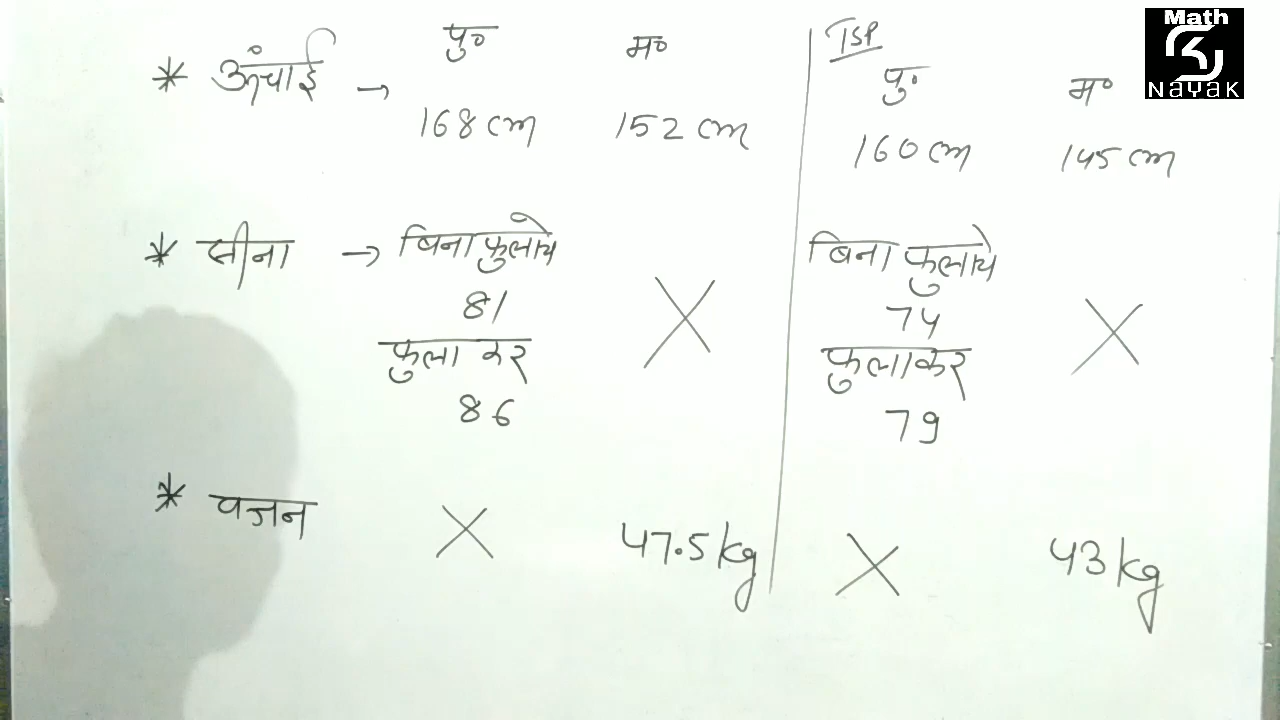 पु० म० TSP
* ऊंचाई → पु० म०
168 cm 152 cm 160 cm 145 cm
* सीना → बिना फुलाये बिना फुलाये
81 74
फुला कर फुलाकर
86 79
* वजन 47.5 kg 43 kg
Math
Nayak